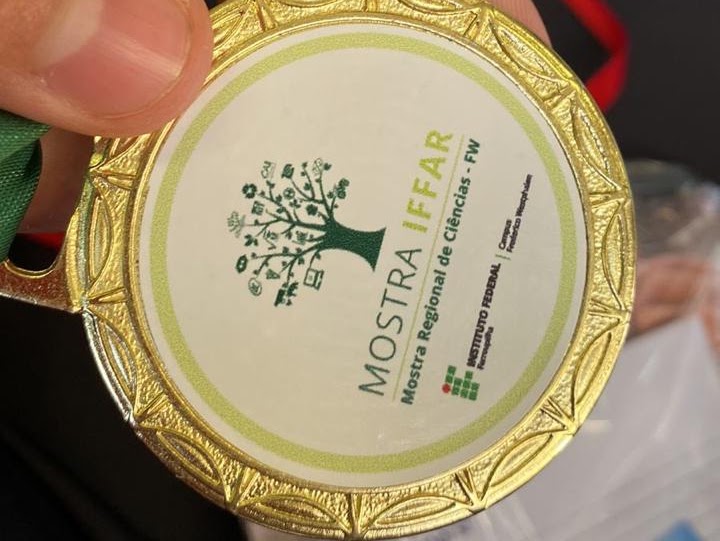 MOSTRA IFFAR
Mostra Regional de Ciências - FW
INSTITUTO FEDERAL
Farroupilha
Campus
Frederico Westphalen